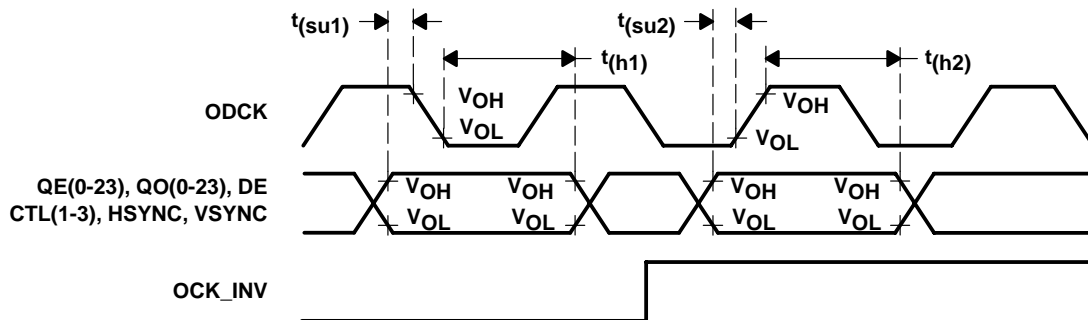 t(su1)
t(su2)
t(h1)
t(h2)
ODCK
VOH
VOL
VOH
VOL
QE(0-23), QO(0-23), DE
CTL(1-3), HSYNC, VSYNC
VOH
VOH
VOH
VOH
VOL
VOL
VOL
VOL
OCK_INV